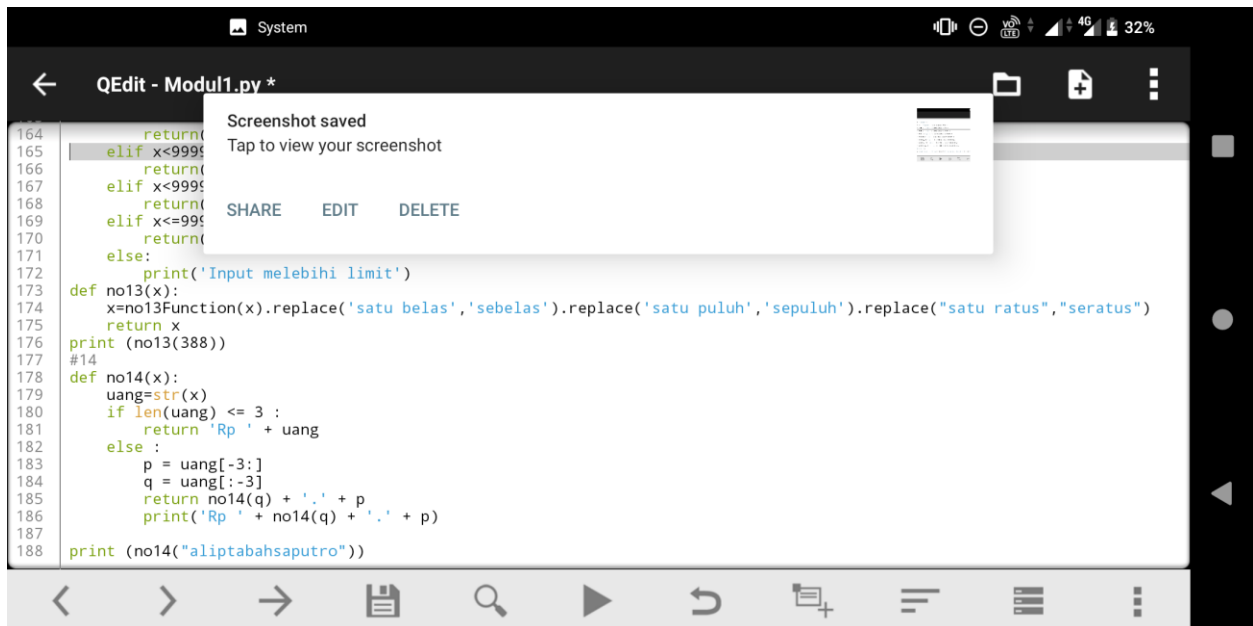 System
VO
LTE
4G
32%
QEdit - Modul1.py *
Screenshot saved
Tap to view your screenshot
SHARE EDIT DELETE
164 return(
165 elif x<9999
166 return(
167 elif x<9999
168 return(
169 elif x<=999
170 return(
171 else:
172 print('Input melebihi limit')
173 def no13(x):
174 x=no13Function(x).replace('satu belas','sebelas').replace('satu puluh','sepuluh').replace("satu ratus","seratus")
175 return x
176 print (no13(388))
177 #14
178 def no14(x):
179 uang=str(x)
180 if len(uang) <= 3 :
181 return 'Rp ' + uang
182 else :
183 p = uang[-3:]
184 q = uang[:-3]
185 return no14(q) + '.' + p
186 print('Rp ' + no14(q) + '.' + p)
187
188 print (no14("aliptabahsaputro"))